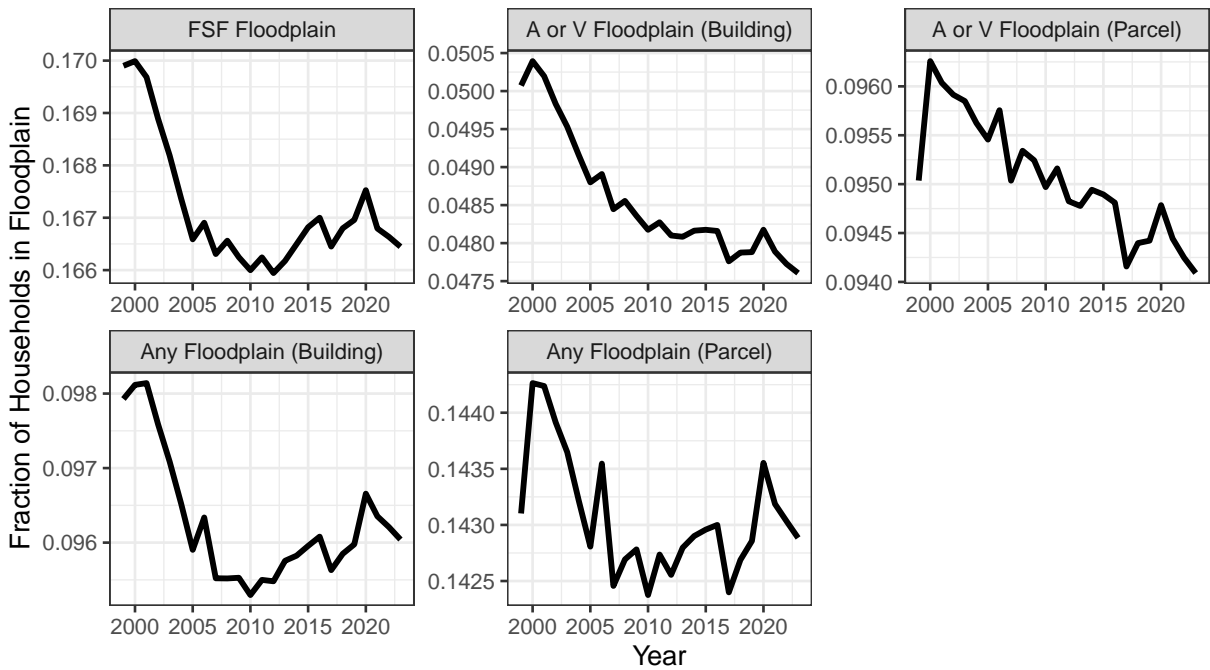 FSF Floodplain
A or V Floodplain (Building)
A or V Floodplain (Parcel)
0.170
0.169
0.168
0.167
0.166
0.0505
0.0500
0.0495
0.0490
0.0485
0.0480
0.0475
0.0960
0.0955
0.0950
0.0945
0.0940
2000 2005 2010 2015 2020
2000 2005 2010 2015 2020
2000 2005 2010 2015 2020
Any Floodplain (Building)
Any Floodplain (Parcel)
0.098
0.097
0.096
0.1440
0.1435
0.1430
0.1425
2000 2005 2010 2015 2020
2000 2005 2010 2015 2020
Fraction of Households in Floodplain
Year